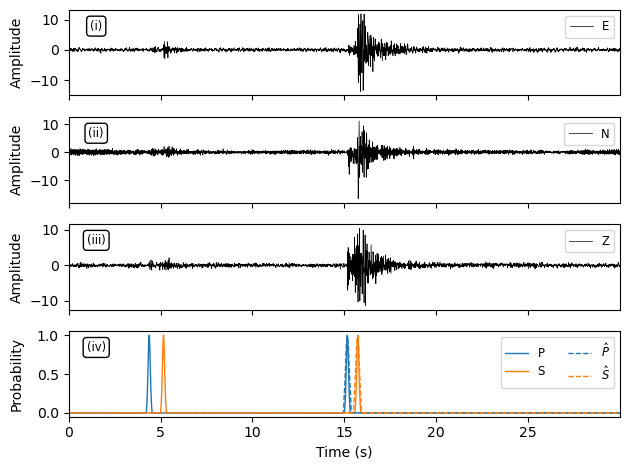 10
0
−10
Amplitude
(i)
E
10
0
−10
Amplitude
(ii)
N
10
0
−10
Amplitude
(iii)
Z
1.0
0.5
0.0
Probability
(iv)
P
S
P̂
Ŝ
0 5 10 15 20 25
Time (s)